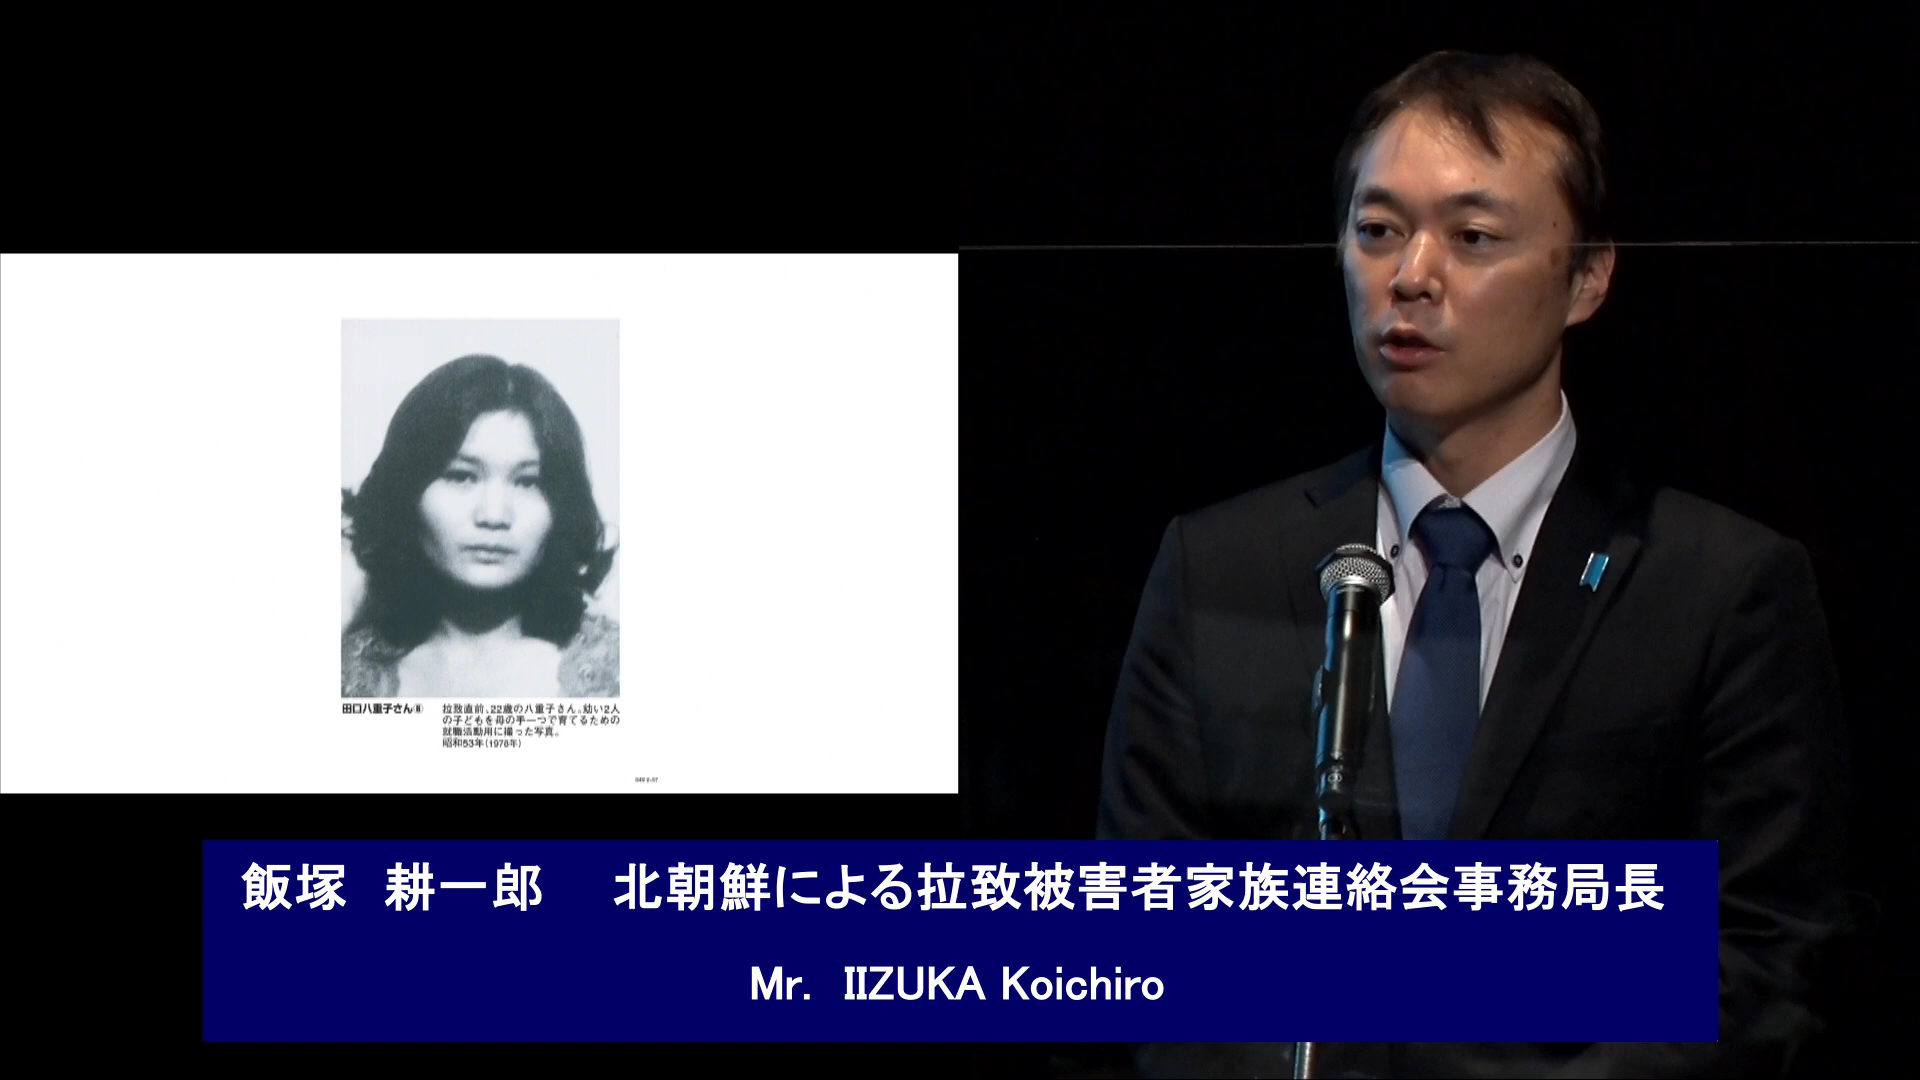 田口八重子さん⑧
拉致直前、22歳の八重子さん。幼い2人
の子どもを母の手一つで育てるための
就職活動用に撮った写真。
昭和53年(1978年)
飯塚 耕一郎 北朝鮮による拉致被害者家族連絡会事務局長
Mr. IIZUKA Koichiro